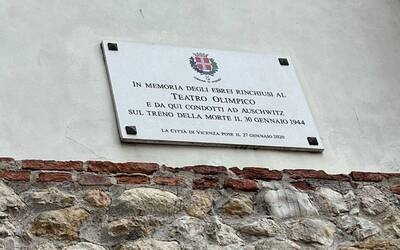 IN MEMORIA DEGLI EBREI RINCHIUSI AL
TEATRO OLIMPICO
E DA QUI CONDOTTI AD AUSCHWITZ
SUL TRENO DELLA MORTE IL 30 GENNAIO 1944
LA CITTÀ DI VICENZA POSE IL 27 GENNAIO 2020